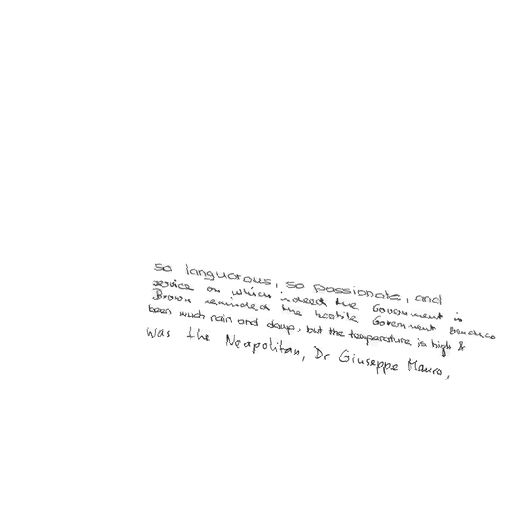 so languorous, so passionate, and
service on which indeed the Government is
Brown reminded the hostile Government benches
been much rain and damp, but the temperature is high &
was the Neapolitan, Dr Giuseppe Mauro,